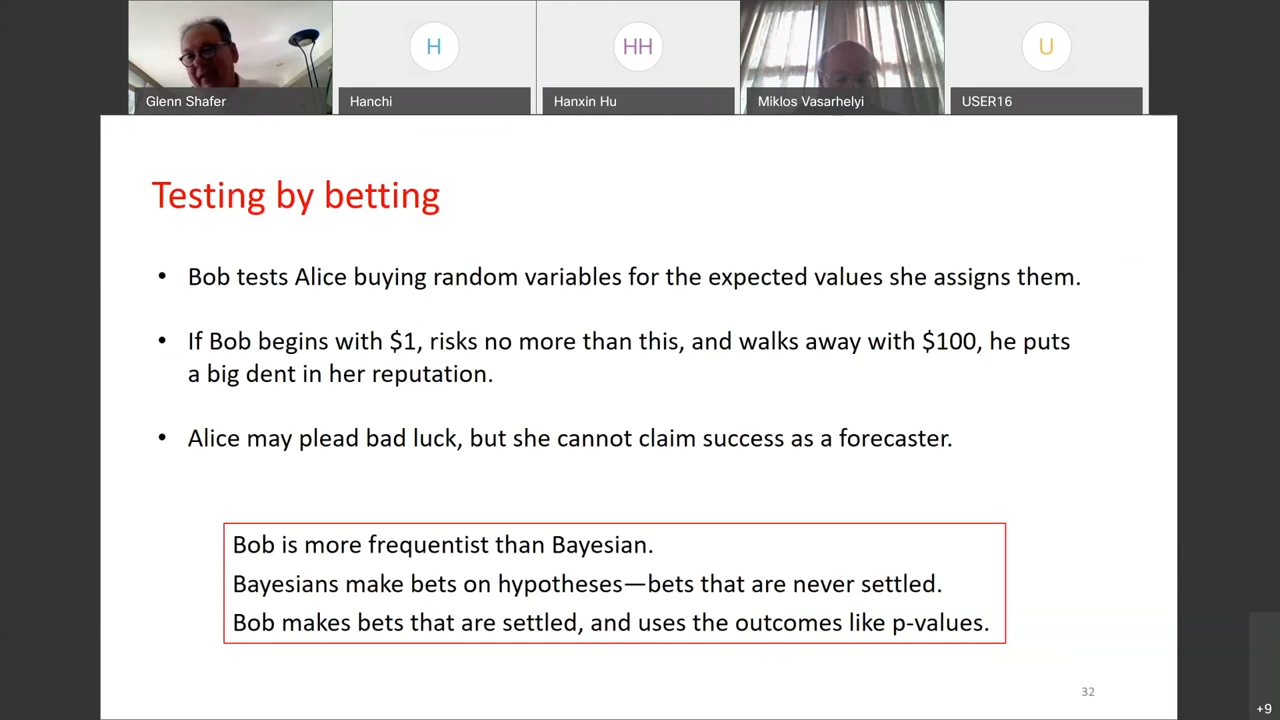 H
HH
U
Glenn Shafer
Hanchi
Hanxin Hu
Miklos Vasarhelyi
USER16
Testing by betting
• Bob tests Alice buying random variables for the expected values she assigns them.
• If Bob begins with $1, risks no more than this, and walks away with $100, he puts
a big dent in her reputation.
• Alice may plead bad luck, but she cannot claim success as a forecaster.
Bob is more frequentist than Bayesian.
Bayesians make bets on hypotheses—bets that are never settled.
Bob makes bets that are settled, and uses the outcomes like p-values.
32
+9